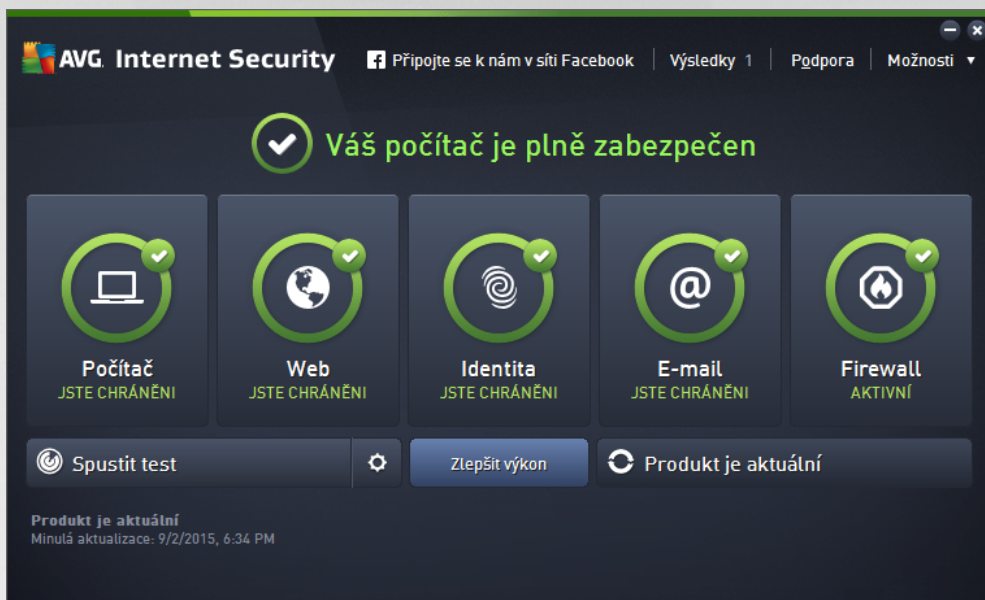 AVG. Internet Security
Připojte se k nám v síti Facebook
Výsledky 1
Podpora
Možnosti
Váš počítač je plně zabezpečen
Počítač
JSTE CHRÁNĚNI
Web
JSTE CHRÁNĚNI
Identita
JSTE CHRÁNĚNI
E-mail
JSTE CHRÁNĚNI
Firewall
AKTIVNÍ
Spustit test
Zlepšit výkon
Produkt je aktuální
Produkt je aktuální
Minulá aktualizace: 9/2/2015, 6:34 PM